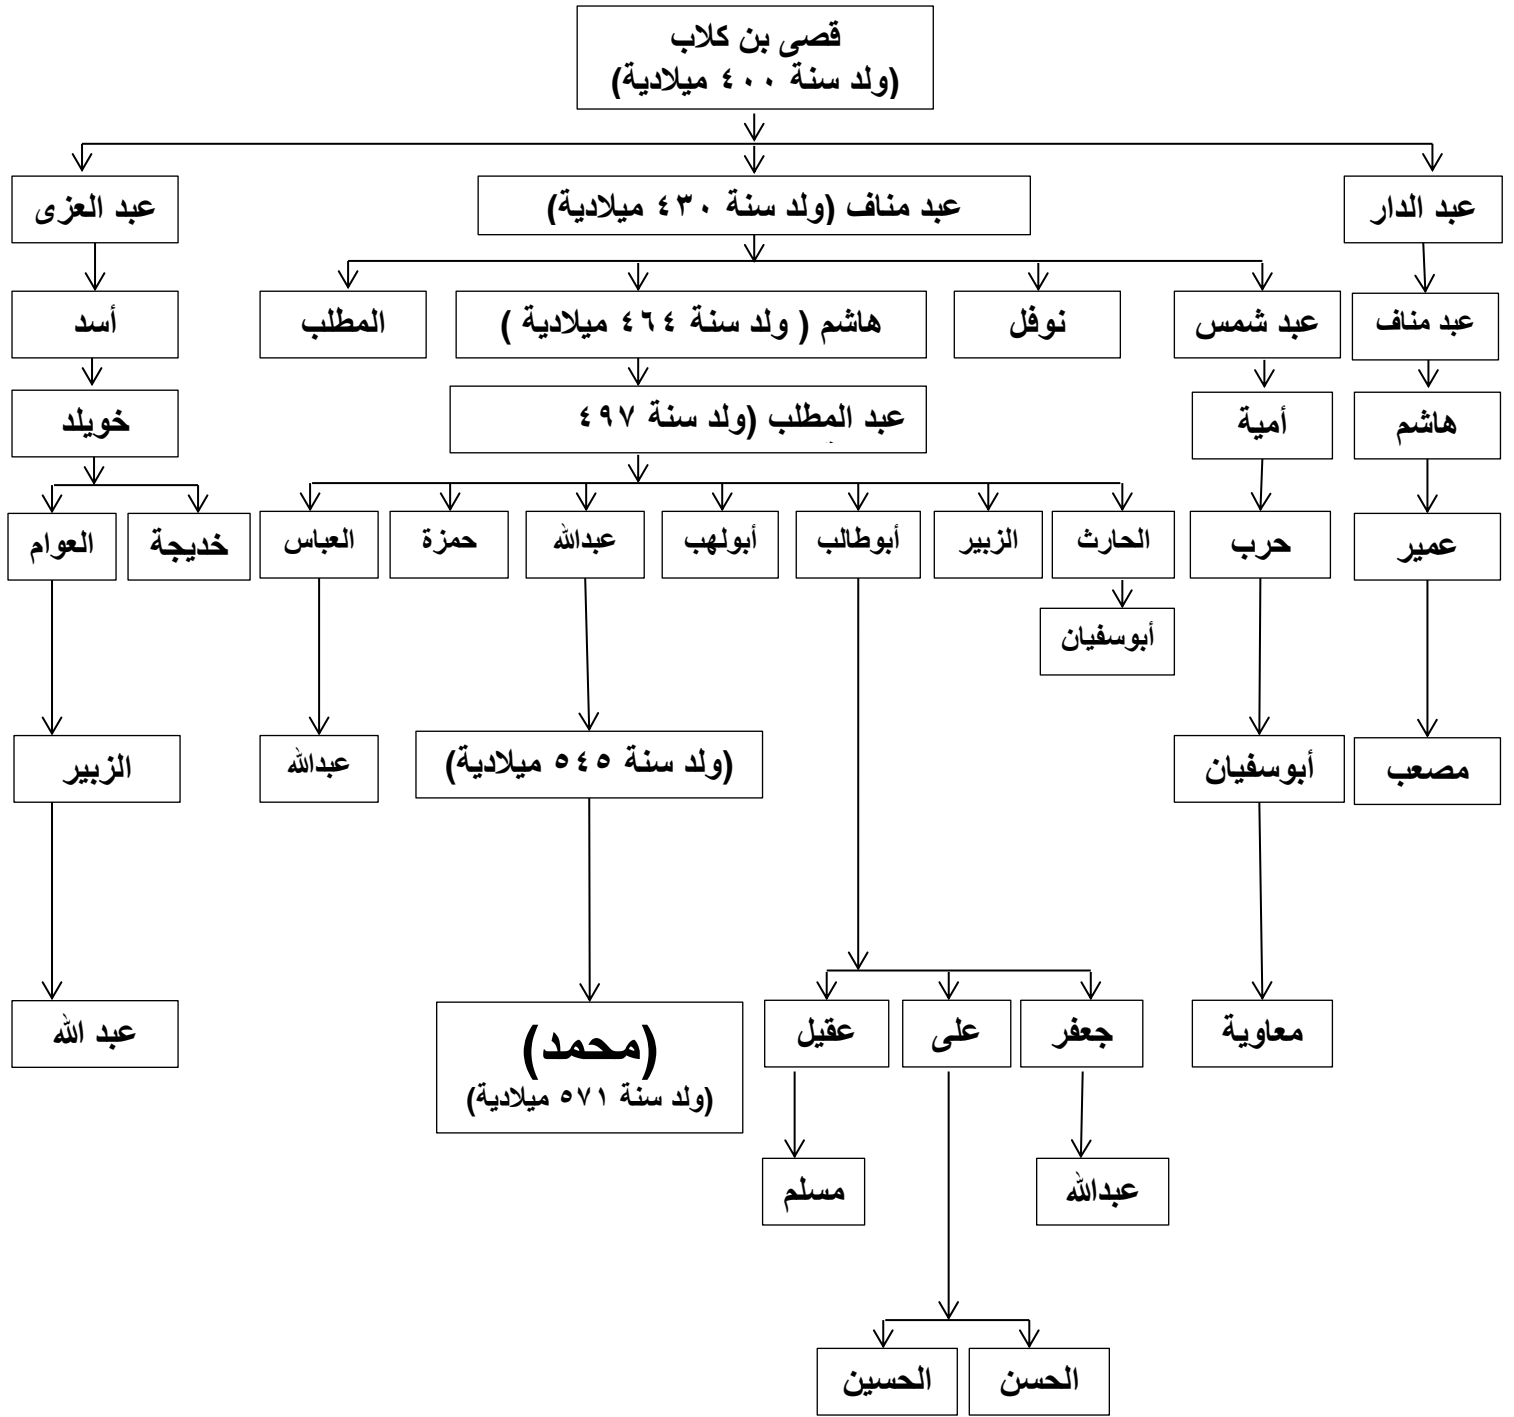 قصى بن كلاب
(ولد سنة ٤٠٠ ميلادية)
عبد الدار
عبد مناف (ولد سنة ٤٣٠ ميلادية)
عبد العزى
عبد مناف
عبد شمس
نوفل
هاشم ( ولد سنة ٤٦٤ ميلادية )
المطلب
أسد
هاشم
أمية
عبد المطلب (ولد سنة ٤٩٧
خويلد
عمير
حرب
الحارث
الزبير
أبوطالب
أبولهب
عبدالله
حمزة
العباس
خديجة
العوام
أبوسفيان
مصعب
أبوسفيان
(ولد سنة ٥٤٥ ميلادية)
عبدالله
الزبير
معاوية
جعفر
على
عقيل
(محمد)
(ولد سنة ٥٧١ ميلادية)
عبد الله
عبدالله
مسلم
الحسن
الحسين